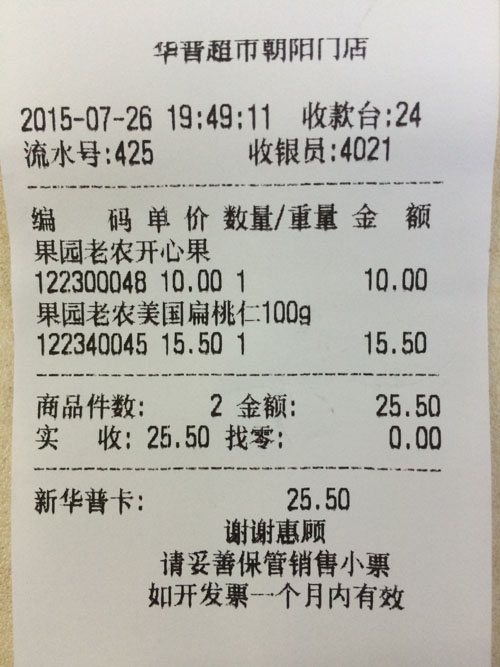 华普超市朝阳门店
2015-07-26 19:49:11 收款台:24
流水号:425 收银员:4021
编 码 单 价 数量/重量 金 额
果园老农开心果
122300048 10.00 1 10.00
果园老农美国扁桃仁100g
122340045 15.50 1 15.50
商品件数: 2 金额: 25.50
实 收: 25.50 找零: 0.00
新华普卡: 25.50
谢谢惠顾
请妥善保管销售小票
如开发票一个月内有效